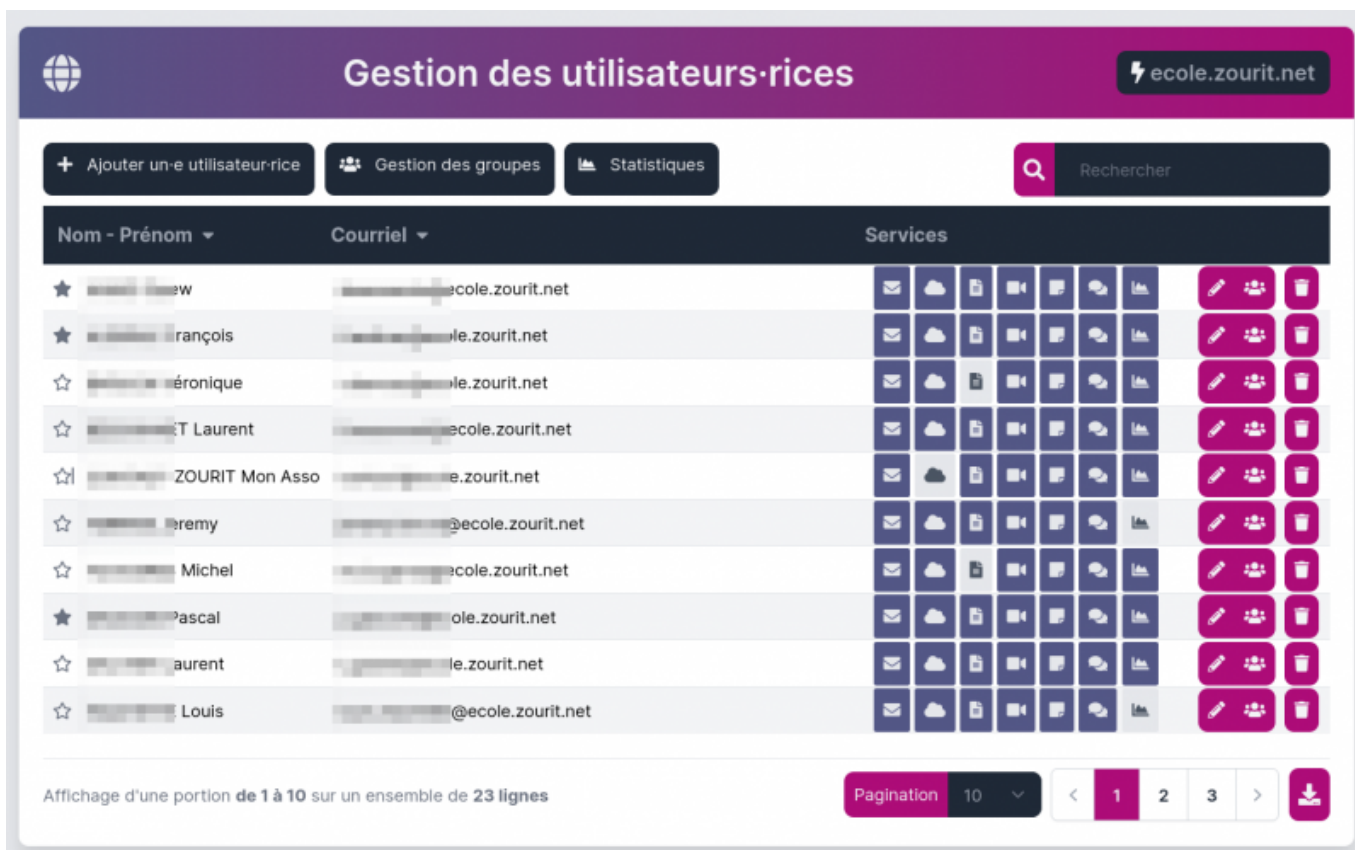 Gestion des utilisateurs·rices
ecole.zourit.net
Ajouter un·e utilisateur·rice Gestion des groupes Statistiques Rechercher
Nom - Prénom Courriel Services
ew ecole.zourit.net
rançois le.zourit.net
éronique le.zourit.net
T Laurent ecole.zourit.net
ZOURIT Mon Asso e.zourit.net
eremy @ecole.zourit.net
Michel ecole.zourit.net
Pascal ole.zourit.net
aurent le.zourit.net
Louis @ecole.zourit.net
Affichage d'une portion de 1 à 10 sur un ensemble de 23 lignes Pagination 10 < 1 2 3 >